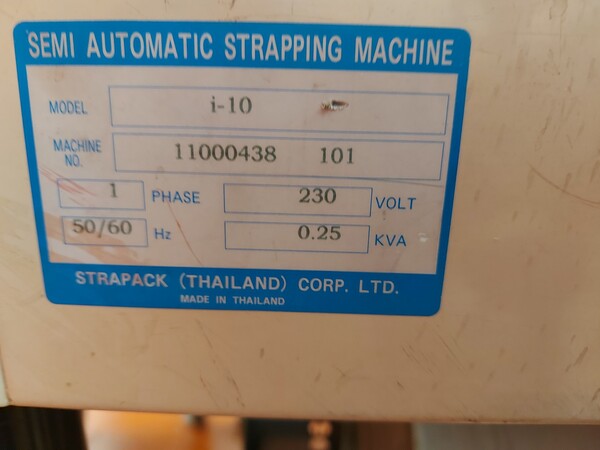 SEMI AUTOMATIC STRAPPING MACHINE
MODEL i-10
MACHINE NO. 11000438 101
1 PHASE 230 VOLT
50/60 Hz 0.25 KVA
STRAPACK (THAILAND) CORP. LTD.
MADE IN THAILAND